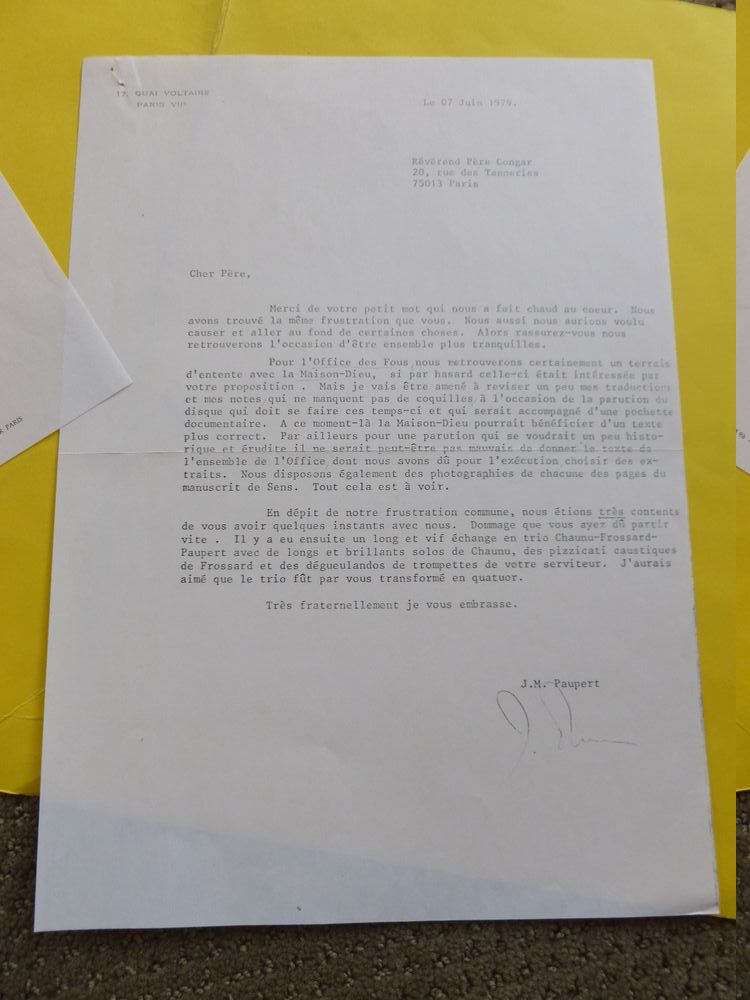 17, QUAI VOLTAIRE
PARIS VIIe
Le 07 Juin 1979.
Révérend Père Congar
20, rue des Tanneries
75013 Paris
Cher Père,
Merci de votre petit mot qui nous a fait chaud au coeur. Nous
avons trouvé la même frustration que vous. Nous aussi nous aurions voulu
causer et aller au fond de certaines choses. Alors rassurez-vous nous
retrouverons l'occasion d'être ensemble plus tranquilles.
Pour l'Office des Fous nous retrouverons certainement un terrain
d'entente avec la Maison-Dieu, si par hasard celle-ci était intéressée par
votre proposition . Mais je vais être amené à reviser un peu mes traductions
et mes notes qui ne manquent pas de coquilles à l'occasion de la parution du
disque qui doit se faire ces temps-ci et qui serait accompagné d'une pochette
documentaire. A ce moment-là la Maison-Dieu pourrait bénéficier d'un texte
plus correct. Par ailleurs pour une parution qui se voudrait un peu histo-
rique et érudite il ne serait peut-être pas mauvais de donner le texte de
l'ensemble de l'Office dont nous avons dû pour l'exécution choisir des ex-
traits. Nous disposons également des photographies de chacune des pages du
manuscrit de Sens. Tout cela est à voir.
En dépit de notre frustration commune, nous étions très contents
de vous avoir quelques instants avec nous. Dommage que vous ayez dû partir
vite . Il y a eu ensuite un long et vif échange en trio Chaunu-Frossard-
Paupert avec de longs et brillants solos de Chaunu, des pizzicati caustiques
de Frossard et des dégueulandos de trompettes de votre serviteur. J'aurais
aimé que le trio fût par vous transformé en quatuor.
Très fraternellement je vous embrasse.
J.M. Paupert
PARIS